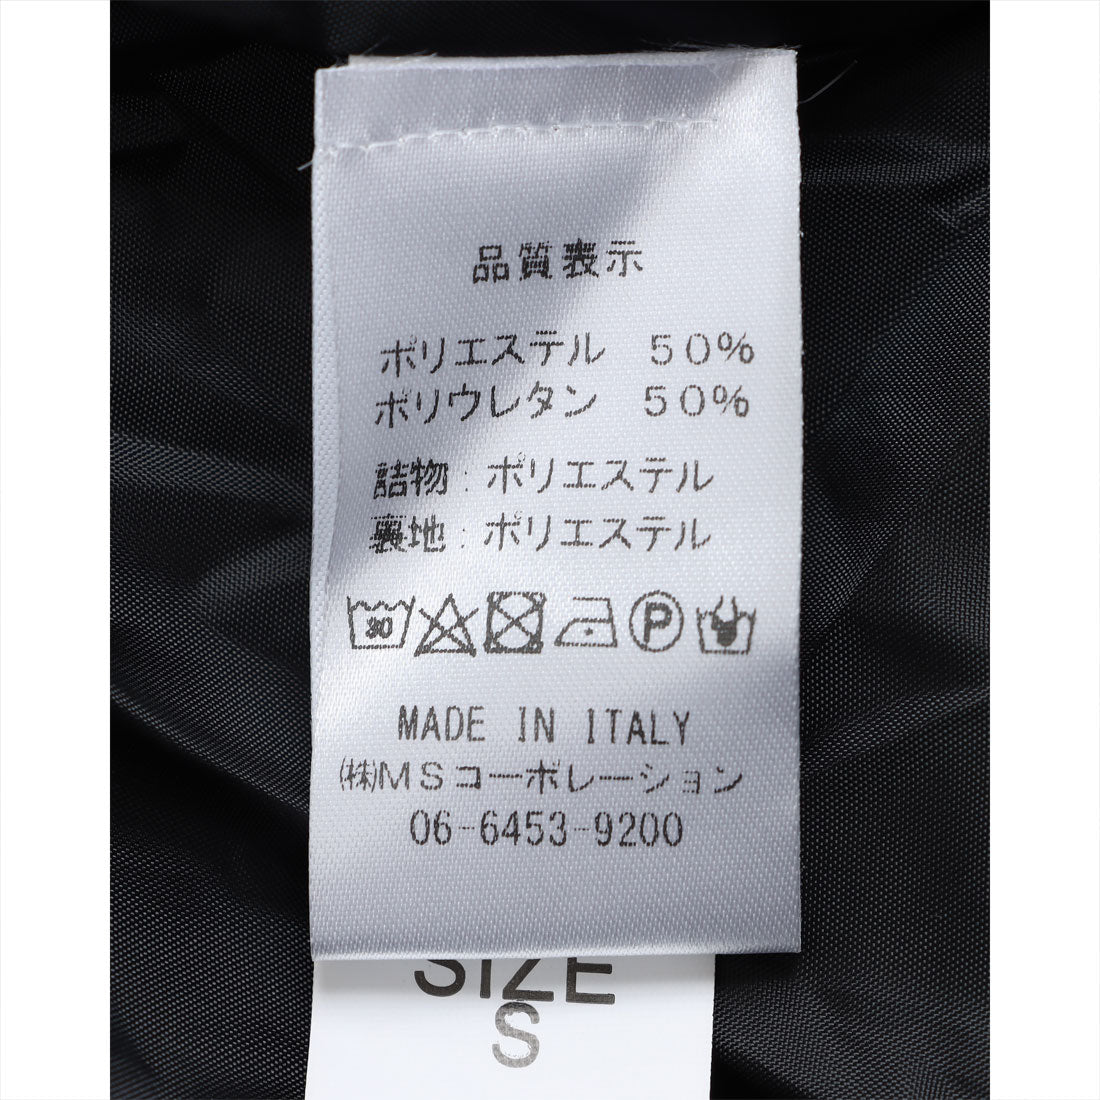 品質表示
ポリエステル 50%
ポリウレタン 50%
詰物:ポリエステル
裏地:ポリエステル
30 P
MADE IN ITALY
(株)MSコーポレーション
06-6453-9200
SIZE
S